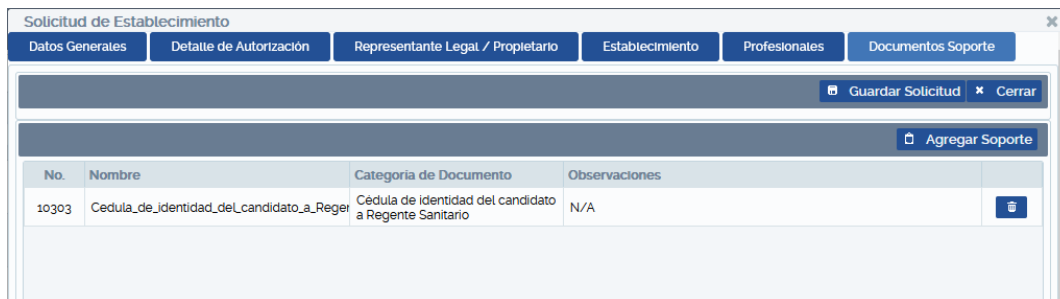 Solicitud de Establecimiento
Datos Generales
Detalle de Autorización
Representante Legal / Propietario
Establecimiento
Profesionales
Documentos Soporte
Guardar Solicitud
Cerrar
Agregar Soporte
No. Nombre Categoria de Documento Observaciones
10303 Cedula_de_identidad_del_candidato_a_Reger Cédula de identidad del candidato
a Regente Sanitario N/A